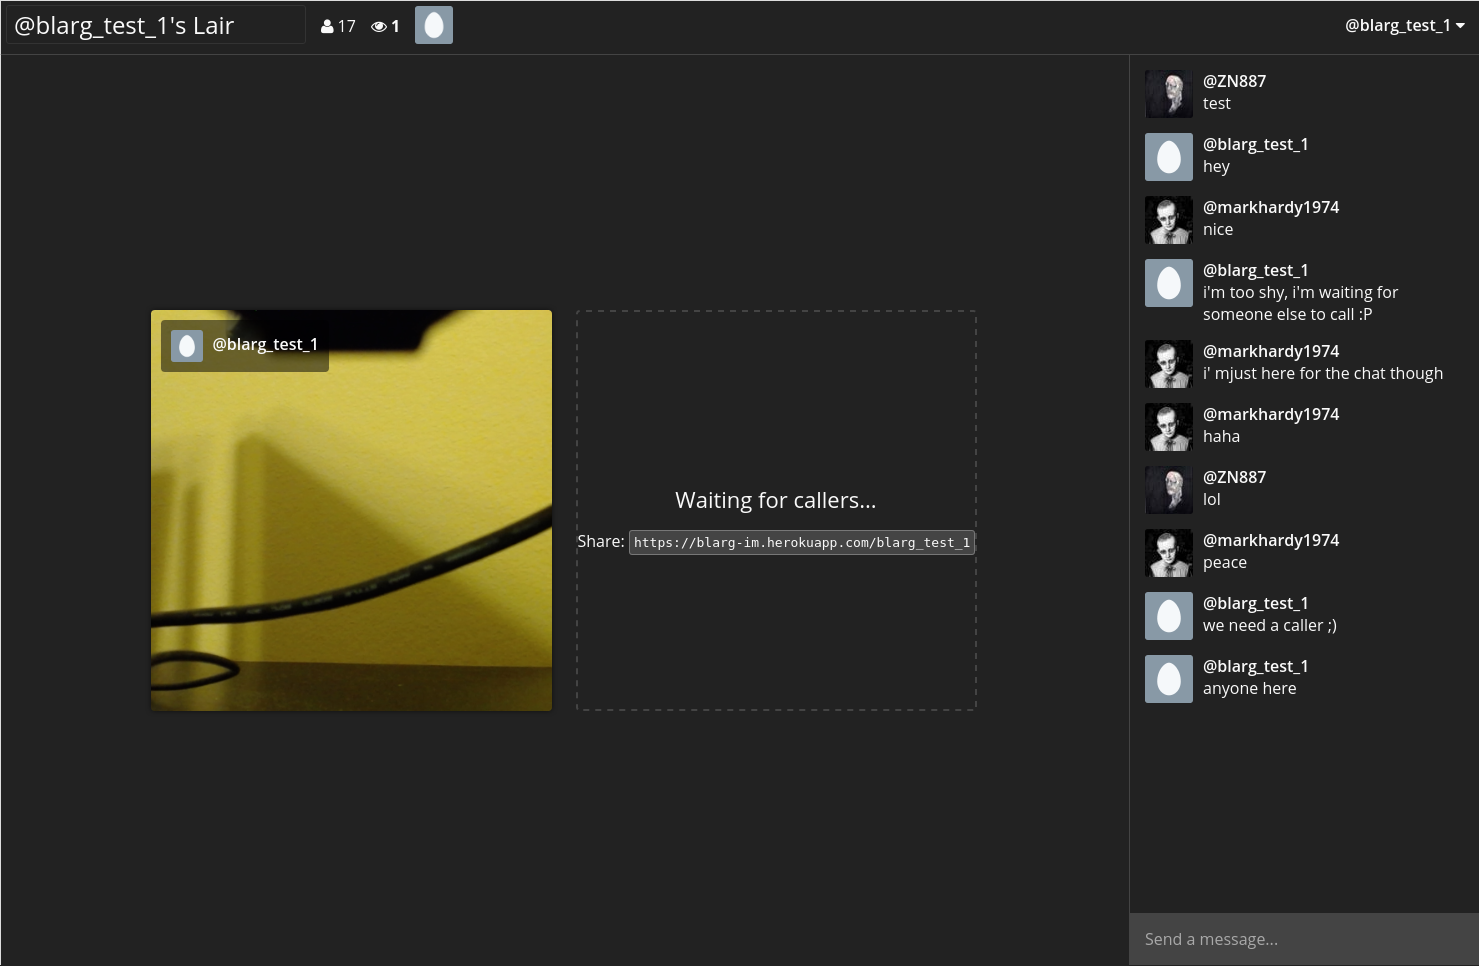 @blarg_test_1's Lair
17
1
@blarg_test_1
@blarg_test_1
Waiting for callers...
Share: https://blarg-im.herokuapp.com/blarg_test_1
@ZN887
test
@blarg_test_1
hey
@markhardy1974
nice
@blarg_test_1
i'm too shy, i'm waiting for
someone else to call :P
@markhardy1974
i' mjust here for the chat though
@markhardy1974
haha
@ZN887
lol
@markhardy1974
peace
@blarg_test_1
we need a caller ;)
@blarg_test_1
anyone here
Send a message...